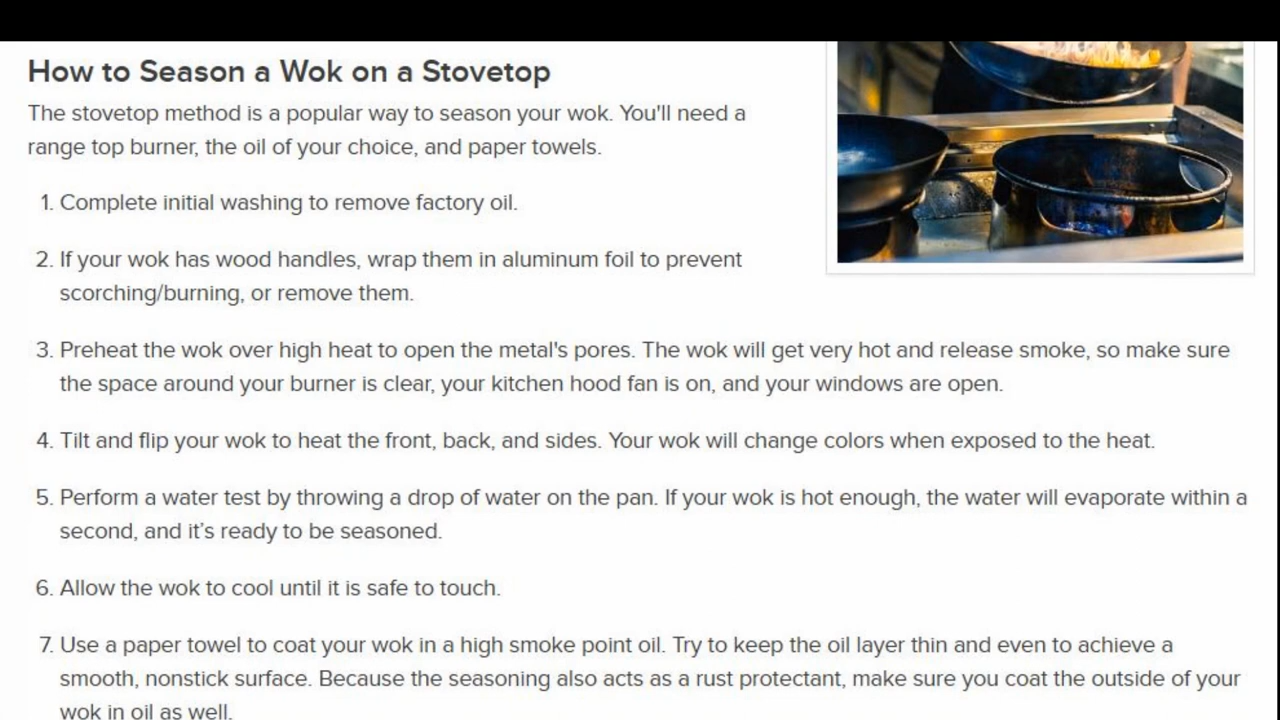 How to Season a Wok on a Stovetop
The stovetop method is a popular way to season your wok. You'll need a
range top burner, the oil of your choice, and paper towels.
1. Complete initial washing to remove factory oil.
2. If your wok has wood handles, wrap them in aluminum foil to prevent
scorching/burning, or remove them.
3. Preheat the wok over high heat to open the metal's pores. The wok will get very hot and release smoke, so make sure
the space around your burner is clear, your kitchen hood fan is on, and your windows are open.
4. Tilt and flip your wok to heat the front, back, and sides. Your wok will change colors when exposed to the heat.
5. Perform a water test by throwing a drop of water on the pan. If your wok is hot enough, the water will evaporate within a
second, and it’s ready to be seasoned.
6. Allow the wok to cool until it is safe to touch.
7. Use a paper towel to coat your wok in a high smoke point oil. Try to keep the oil layer thin and even to achieve a
smooth, nonstick surface. Because the seasoning also acts as a rust protectant, make sure you coat the outside of your
wok in oil as well.